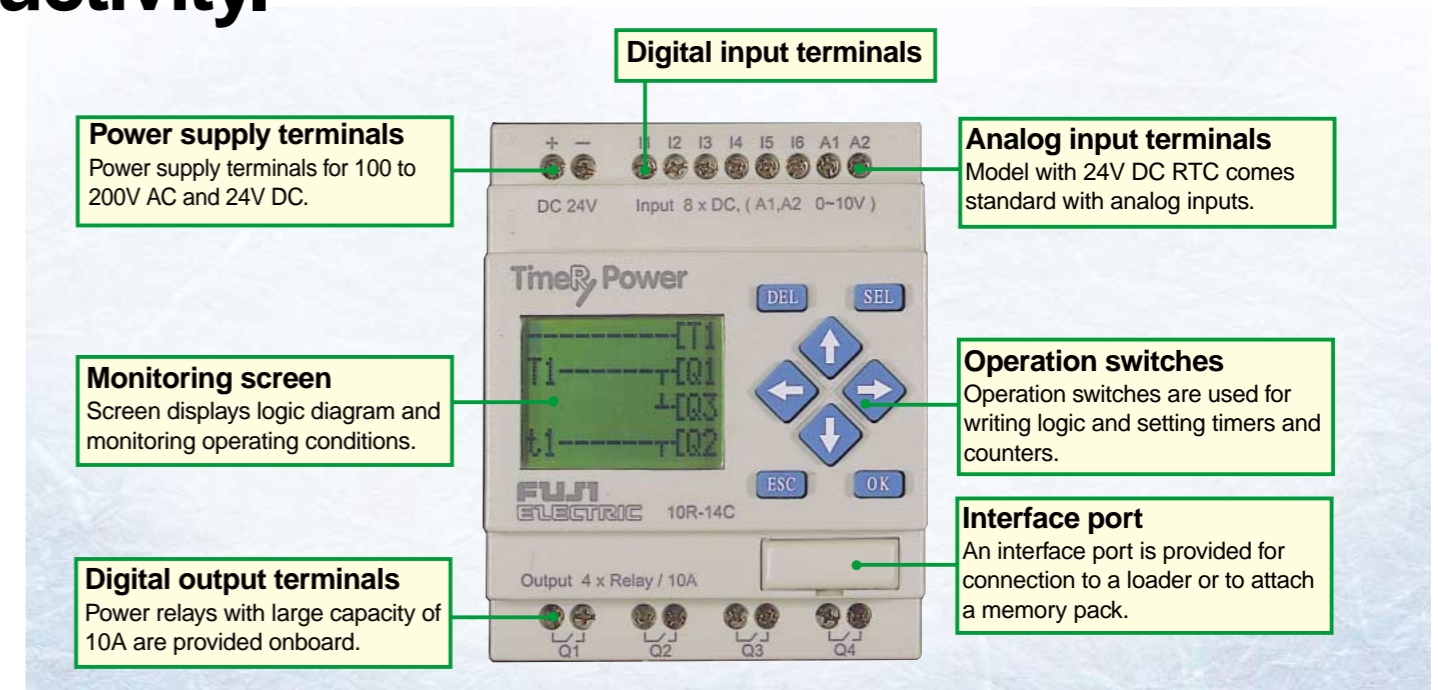 uctivity.
Digital input terminals
Power supply terminals
Power supply terminals for 100 to
200V AC and 24V DC.
Analog input terminals
Model with 24V DC RTC comes
standard with analog inputs.
+ − I1 I2 I3 I4 I5 I6 A1 A2
DC 24V Input 8 x DC, ( A1,A2 0~10V )
TimeRy Power
DEL SEL
[T1
T1 [Q1
[Q3
t1 [Q2
Monitoring screen
Screen displays logic diagram and
monitoring operating conditions.
Operation switches
Operation switches are used for
writing logic and setting timers and
counters.
ESC OK
FUJI
ELECTRIC 10R-14C
Interface port
An interface port is provided for
connection to a loader or to attach
a memory pack.
Digital output terminals
Power relays with large capacity of
10A are provided onboard.
Output 4 x Relay / 10A
Q1 Q2 Q3 Q4